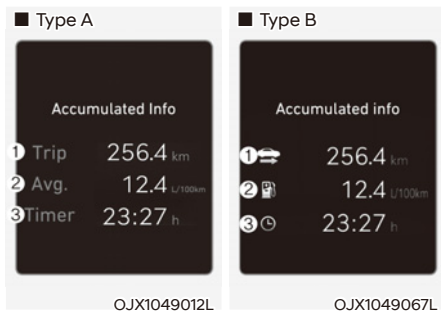 ■ Type A
Accumulated Info
1 Trip 256.4 km
2 Avg. 12.4 L/100km
3 Timer 23:27 h
OJX1049012L
■ Type B
Accumulated info
1 256.4 km
2 12.4 L/100km
3 23:27 h
OJX1049067L